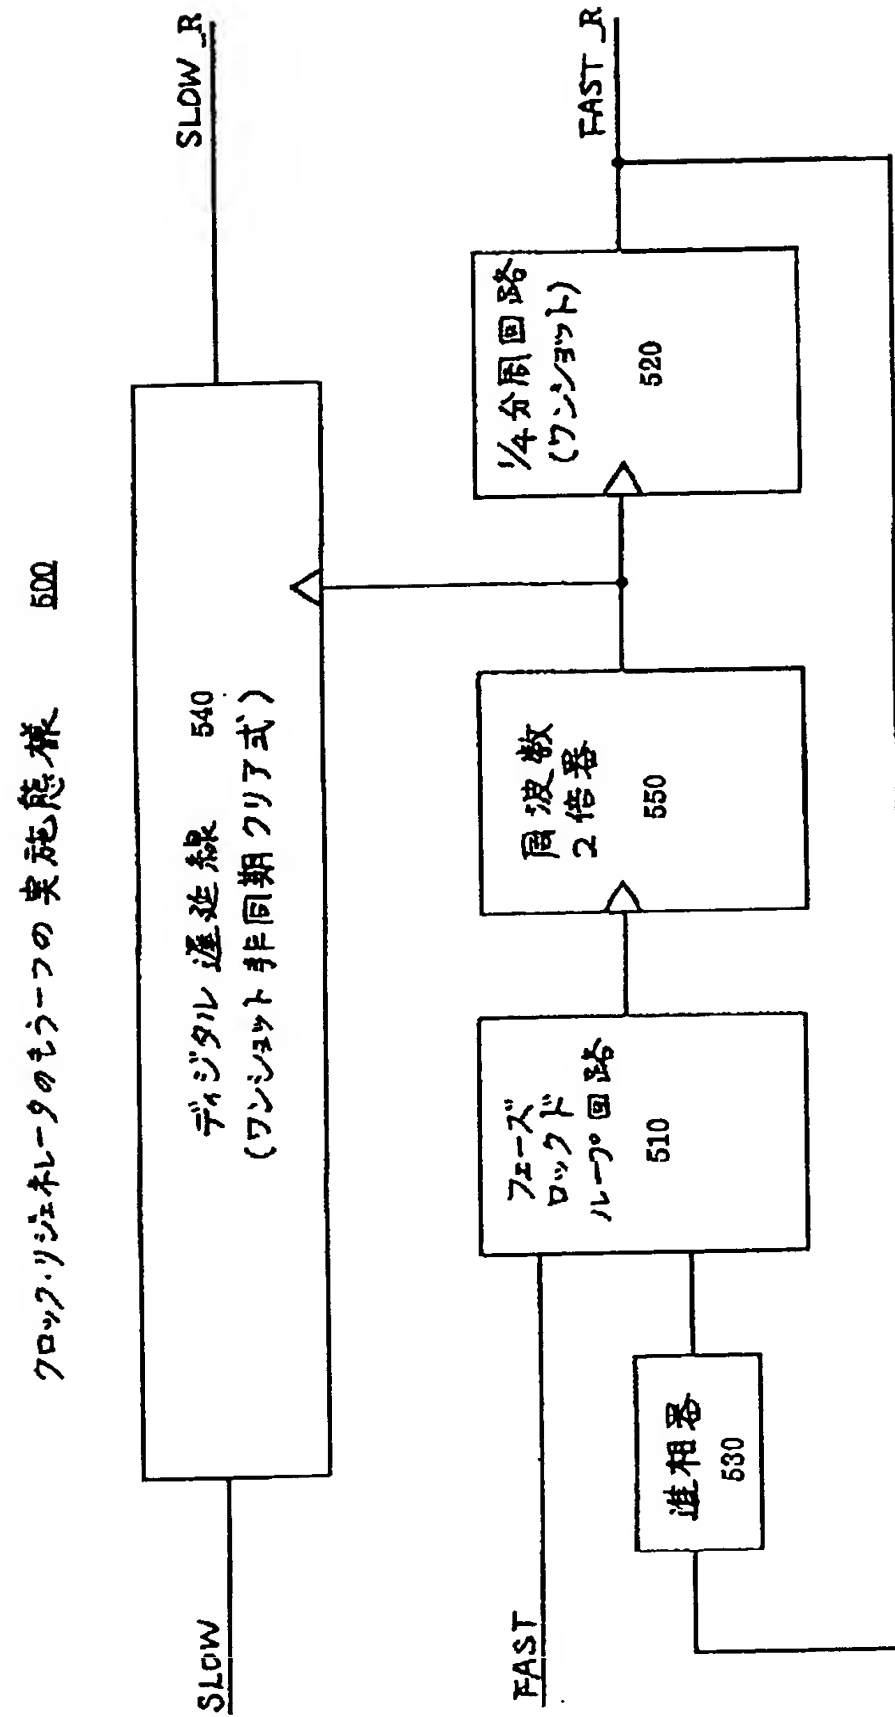 クロック・リジェネレータのもう一つの実施態様 500
SLOW
ディジタル遅延線 540
(ワンショット非同期クリア式)
SLOW_R
FAST
フェーズ
ロックド
ループ回路
510
進相器
530
周波数
2倍器
550
1/4分周回路
(ワンショット)
520
FAST_R